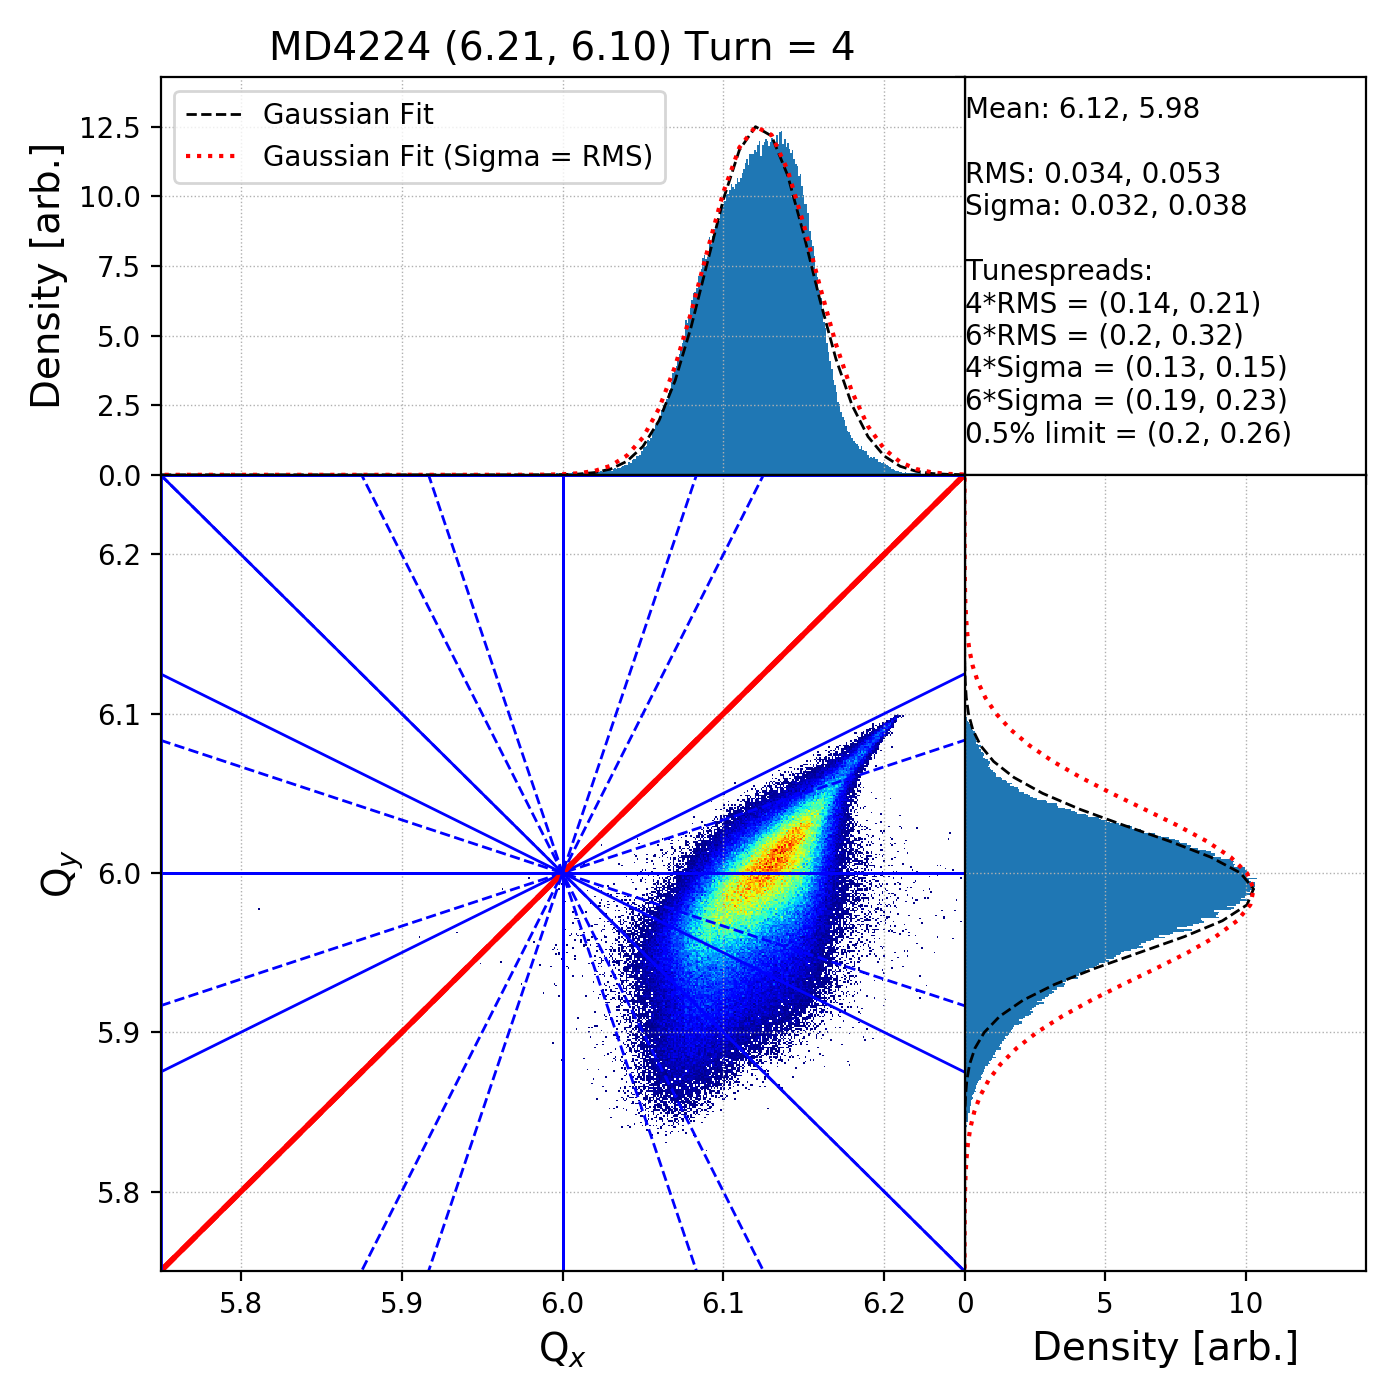 MD4224 (6.21, 6.10) Turn = 4
Gaussian Fit
Gaussian Fit (Sigma = RMS)
Density [arb.]
12.5
10.0
7.5
5.0
2.5
0.0
Mean: 6.12, 5.98
RMS: 0.034, 0.053
Sigma: 0.032, 0.038
Tunespreads:
4*RMS = (0.14, 0.21)
6*RMS = (0.2, 0.32)
4*Sigma = (0.13, 0.15)
6*Sigma = (0.19, 0.23)
0.5% limit = (0.2, 0.26)
Qy
6.2
6.1
6.0
5.9
5.8
5.8 5.9 6.0 6.1 6.2
Qx
0 5 10
Density [arb.]